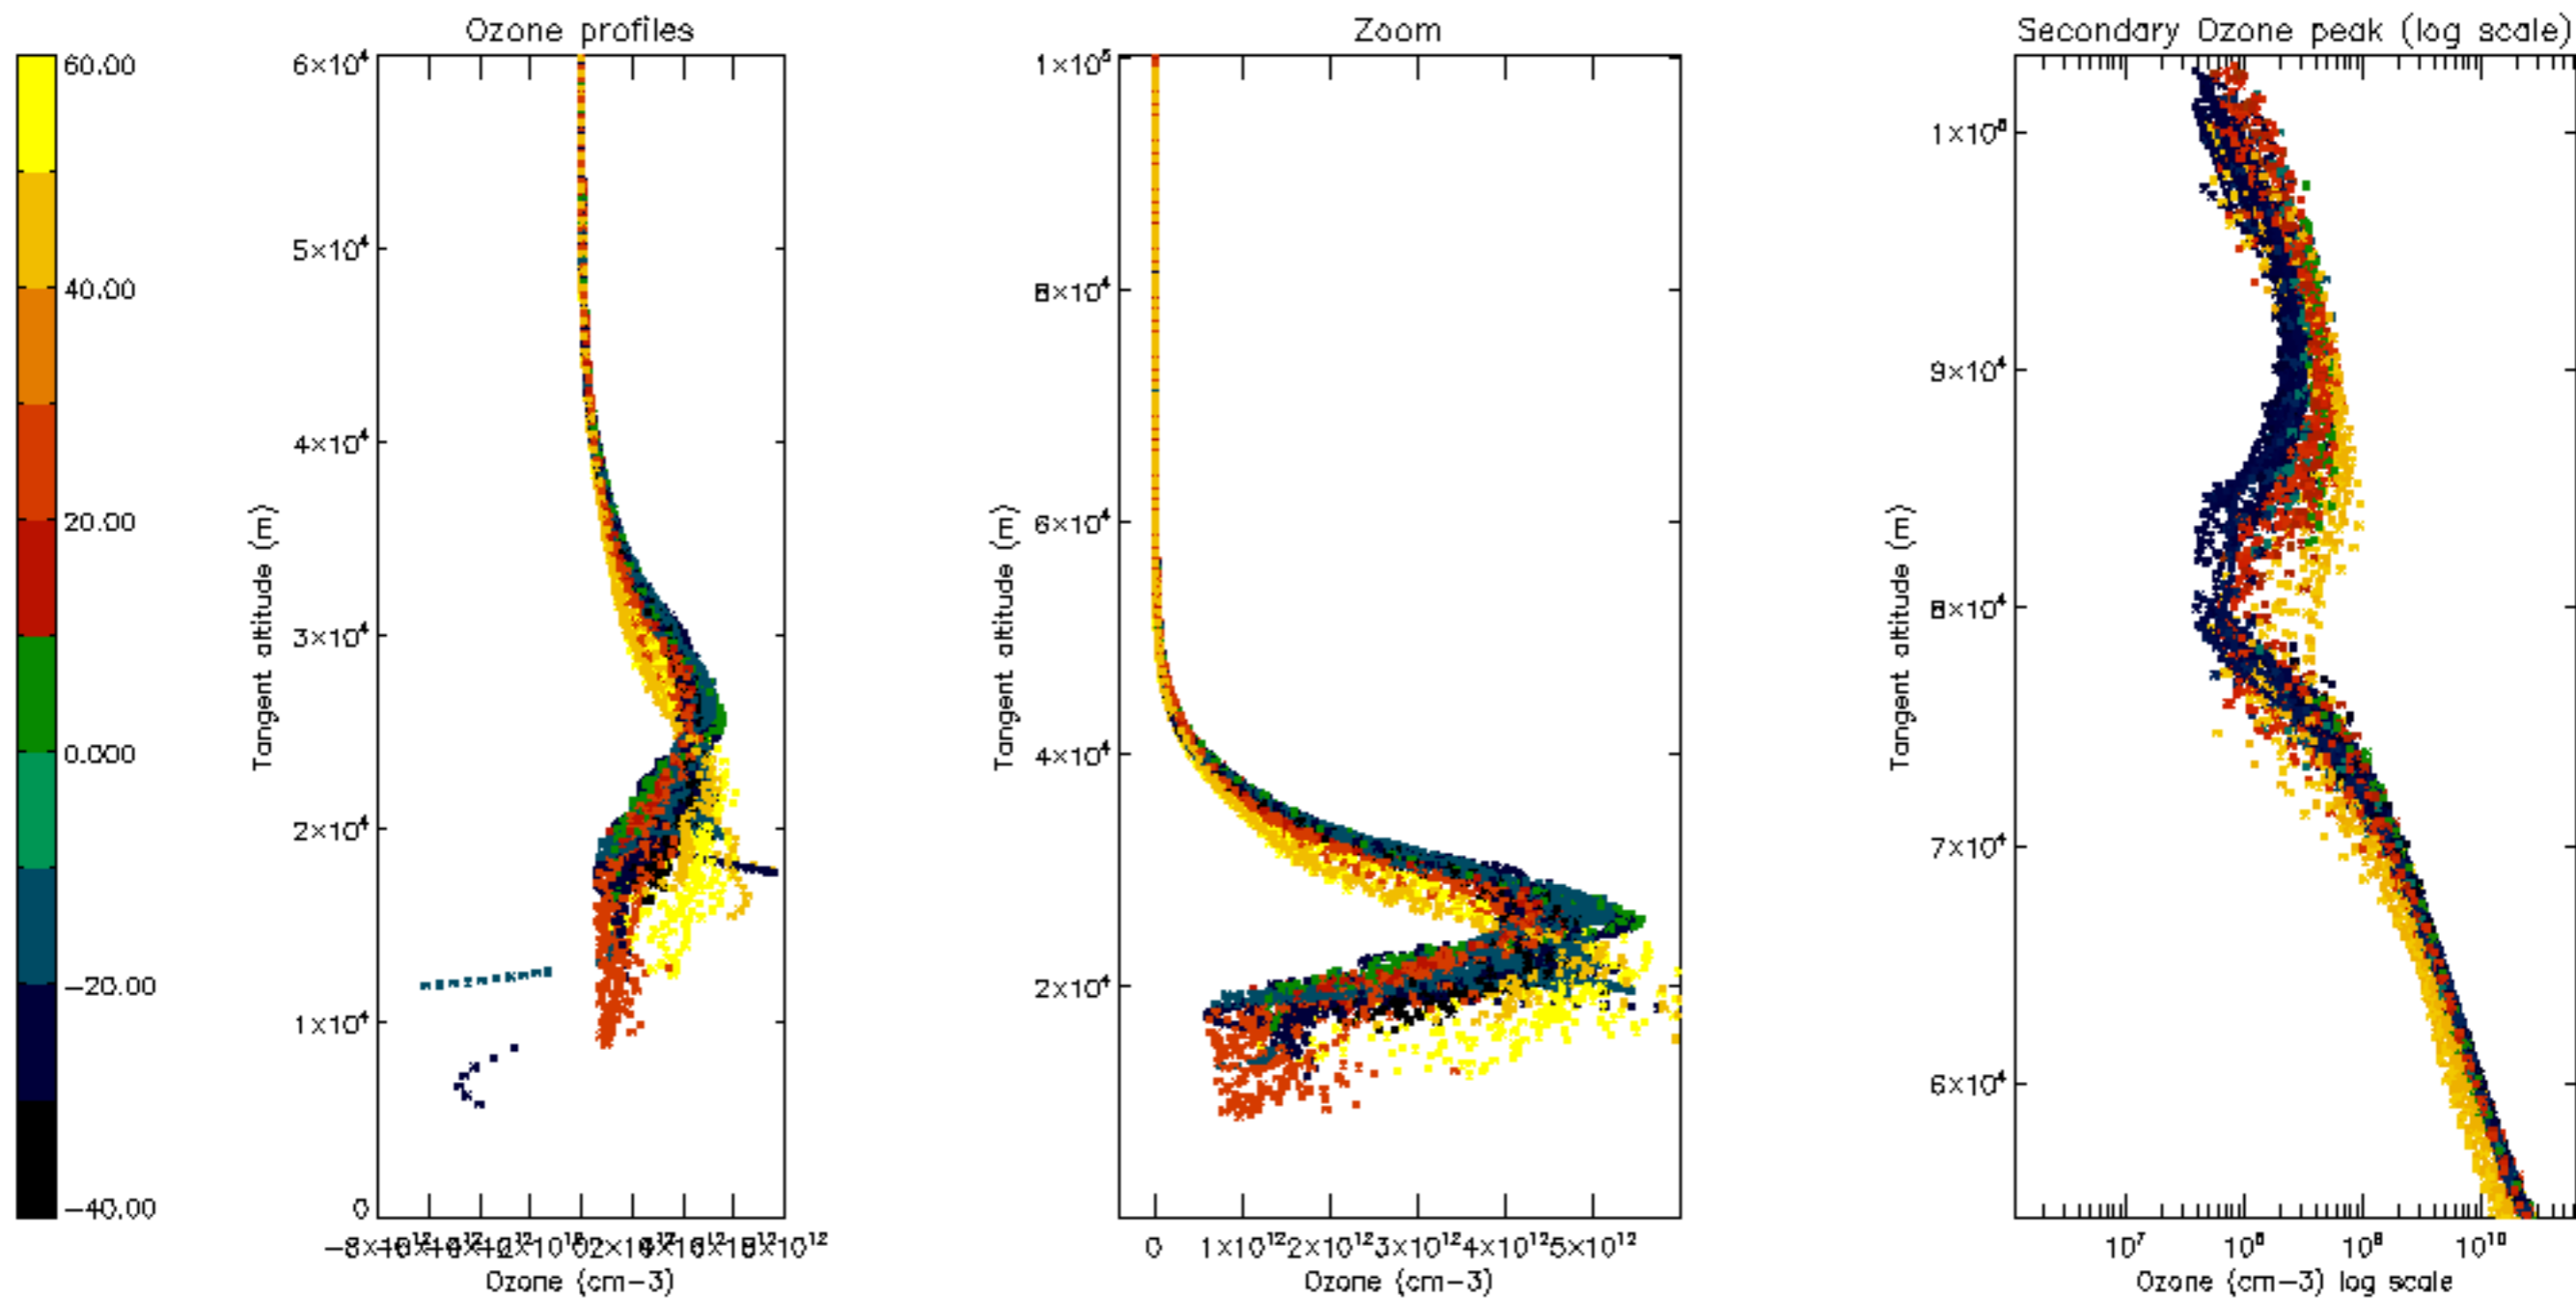 Ozone profiles
60.00
40.00
20.00
0.000
−20.00
−40.00
6×10⁴
5×10⁴
4×10⁴
3×10⁴
2×10⁴
1×10⁴
0
Tangent altitude (m)
Ozone (cm−3)
Zoom
1×10⁵
8×10⁴
6×10⁴
4×10⁴
2×10⁴
Tangent altitude (m)
0 1×10¹² 2×10¹² 3×10¹² 4×10¹² 5×10¹²
Ozone (cm−3)
Secondary Ozone peak (log scale)
1×10⁵
9×10⁴
8×10⁴
7×10⁴
6×10⁴
Tangent altitude (m)
10⁷ 10⁸ 10⁹ 10¹⁰
Ozone (cm−3) log scale